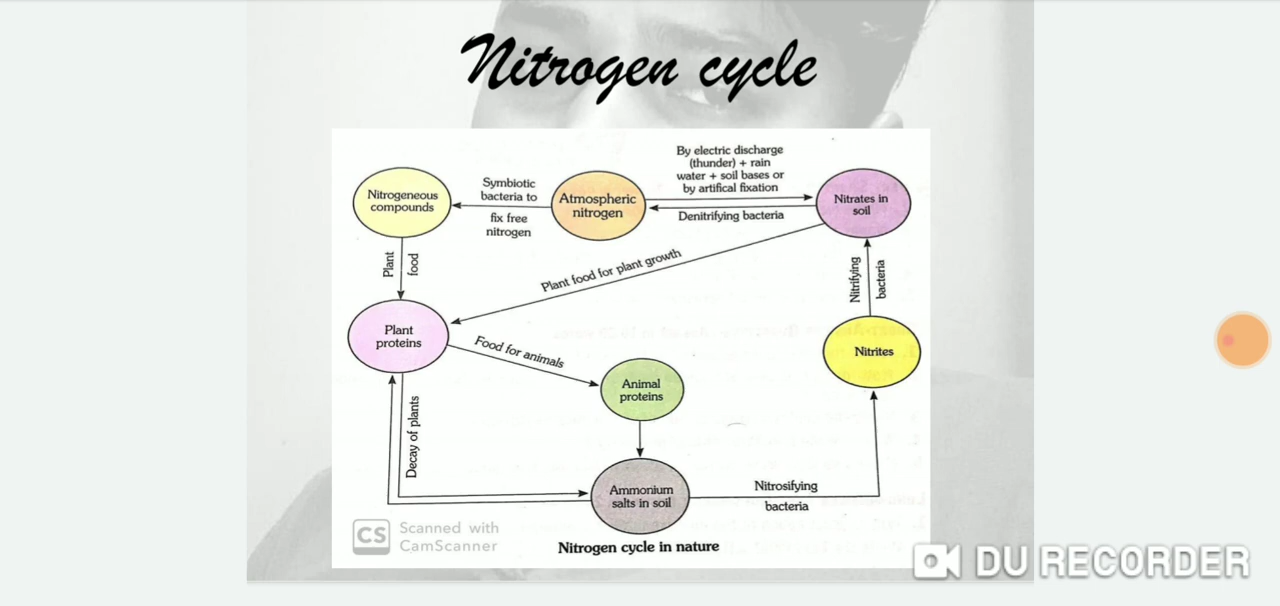 Nitrogen cycle
By electric discharge
(thunder) + rain
water + soil bases or
by artifical fixation
Symbiotic
bacteria to
fix free
nitrogen
Nitrogeneous
compounds
Atmospheric
nitrogen
Nitrates in
soil
Denitrifying bacteria
Plant
food
Plant food for plant growth
Nitrifying
bacteria
Plant
proteins
Food for animals
Nitrites
Animal
proteins
Decay of plants
Ammonium
salts in soil
Nitrosifying
bacteria
CS
Scanned with
CamScanner
Nitrogen cycle in nature
DU RECORDER